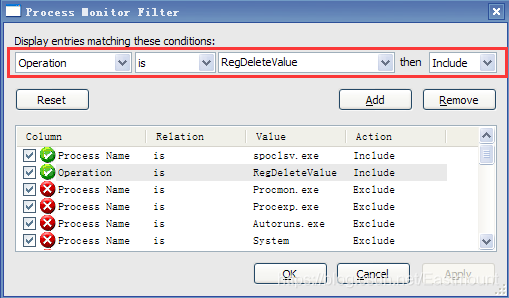 Process Monitor Filter
Display entries matching these conditions:
Operation is RegDeleteValue then Include
Reset Add Remove
Column Relation Value Action
Process Name is spoclsv.exe Include
Operation is RegDeleteValue Include
Process Name is Procmon.exe Exclude
Process Name is Procexp.exe Exclude
Process Name is Autoruns.exe Exclude
Process Name is System Exclude
OK Cancel Apply
https://blog.csdn.net/Eastmount